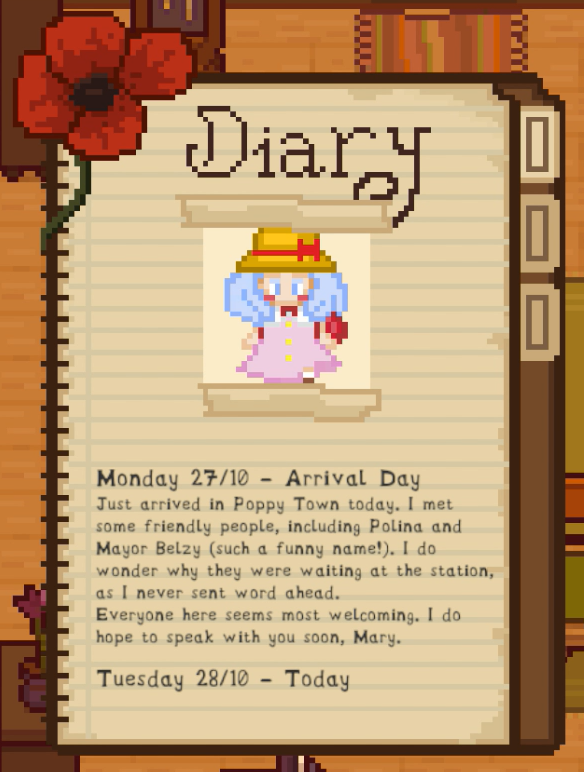 Diary
Monday 27/10 - Arrival Day
Just arrived in Poppy Town today. I met
some friendly people, including Polina and
Mayor Belzy (such a funny name!). I do
wonder why they were waiting at the station,
as I never sent word ahead.
Everyone here seems most welcoming. I do
hope to speak with you soon, Mary.
Tuesday 28/10 - Today